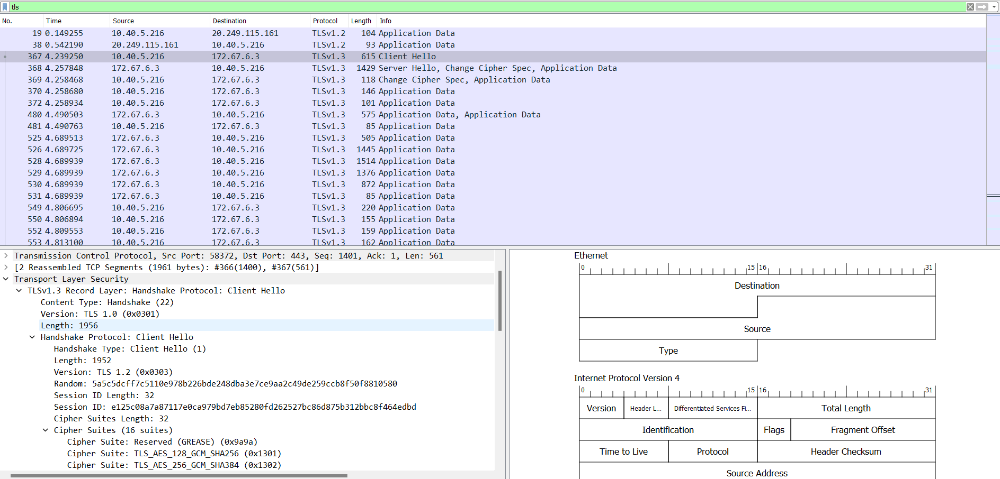 tls
No. Time Source Destination Protocol Length Info
19 0.149255 10.40.5.216 20.249.115.161 TLSv1.2 104 Application Data
38 0.542190 20.249.115.161 10.40.5.216 TLSv1.2 93 Application Data
367 4.239250 10.40.5.216 172.67.6.3 TLSv1.3 615 Client Hello
368 4.257848 172.67.6.3 10.40.5.216 TLSv1.3 1429 Server Hello, Change Cipher Spec, Application Data
369 4.258468 10.40.5.216 172.67.6.3 TLSv1.3 118 Change Cipher Spec, Application Data
370 4.258680 10.40.5.216 172.67.6.3 TLSv1.3 146 Application Data
372 4.258934 10.40.5.216 172.67.6.3 TLSv1.3 101 Application Data
480 4.490503 172.67.6.3 10.40.5.216 TLSv1.3 575 Application Data, Application Data
481 4.490763 10.40.5.216 172.67.6.3 TLSv1.3 85 Application Data
525 4.689513 172.67.6.3 10.40.5.216 TLSv1.3 505 Application Data
526 4.689725 172.67.6.3 10.40.5.216 TLSv1.3 1445 Application Data
528 4.689939 172.67.6.3 10.40.5.216 TLSv1.3 1514 Application Data
529 4.689939 172.67.6.3 10.40.5.216 TLSv1.3 1376 Application Data
530 4.689939 172.67.6.3 10.40.5.216 TLSv1.3 872 Application Data
531 4.689939 172.67.6.3 10.40.5.216 TLSv1.3 85 Application Data
549 4.806695 10.40.5.216 172.67.6.3 TLSv1.3 220 Application Data
550 4.806894 10.40.5.216 172.67.6.3 TLSv1.3 155 Application Data
552 4.809553 10.40.5.216 172.67.6.3 TLSv1.3 159 Application Data
553 4.813100 10.40.5.216 172.67.6.3 TLSv1.3 162 Application Data
Transmission Control Protocol, Src Port: 58372, Dst Port: 443, Seq: 1401, Ack: 1, Len: 561
[2 Reassembled TCP Segments (1961 bytes): #366(1400), #367(561)]
Transport Layer Security
TLSv1.3 Record Layer: Handshake Protocol: Client Hello
Content Type: Handshake (22)
Version: TLS 1.0 (0x0301)
Length: 1956
Handshake Protocol: Client Hello
Handshake Type: Client Hello (1)
Length: 1952
Version: TLS 1.2 (0x0303)
Random: 5a5c5dcff7c5110e978b226bde248dba3e7ce9aa2c49de259ccb8f50f8810580
Session ID Length: 32
Session ID: e125c08a7a87117e0ca979bd7eb85280fd262527bc86d875b312bbc8f464edbd
Cipher Suites Length: 32
Cipher Suites (16 suites)
Cipher Suite: Reserved (GREASE) (0x9a9a)
Cipher Suite: TLS_AES_128_GCM_SHA256 (0x1301)
Cipher Suite: TLS_AES_256_GCM_SHA384 (0x1302)
Ethernet
0 15 16 31
Destination
Source
Type
Internet Protocol Version 4
0 15 16 31
Version Header L... Differentiated Services Fi... Total Length
Identification Flags Fragment Offset
Time to Live Protocol Header Checksum
Source Address